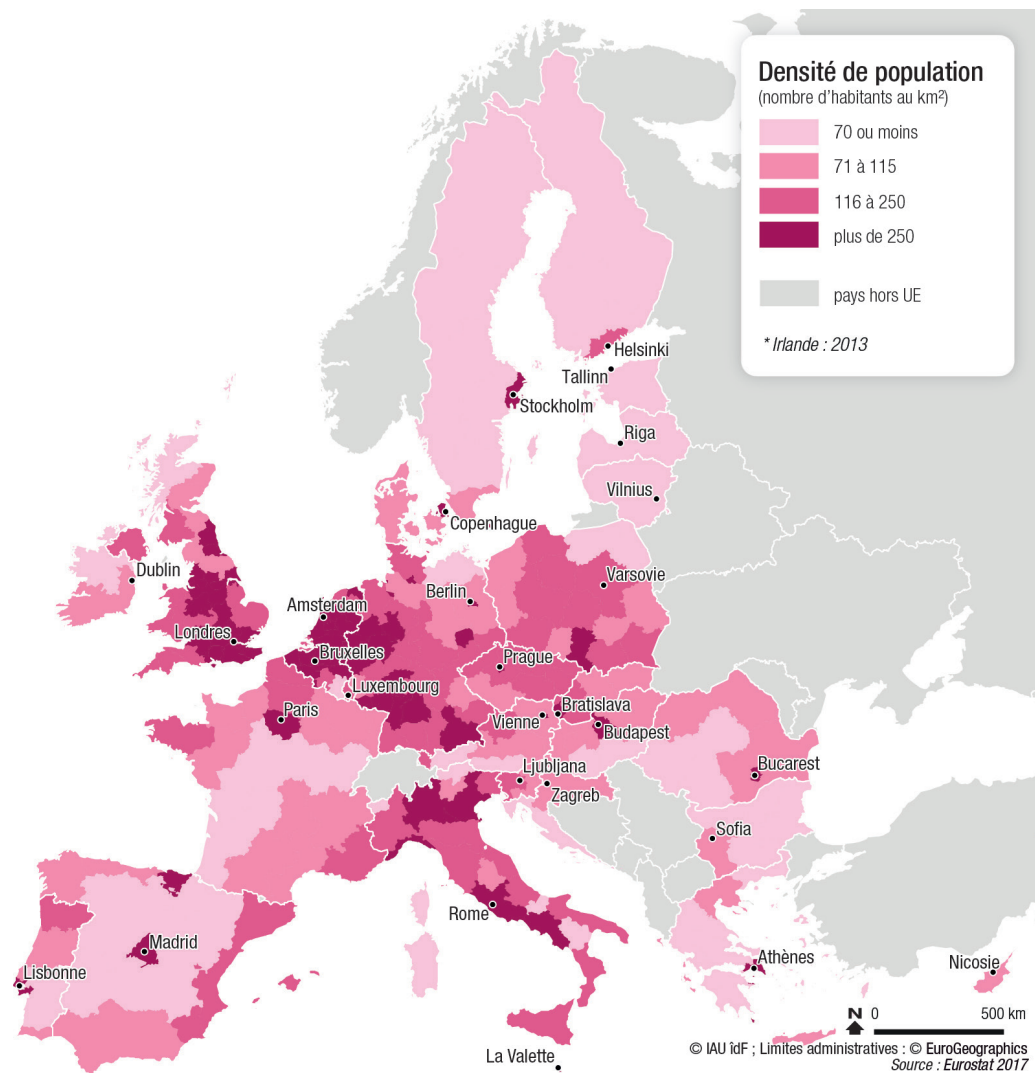 Densité de population
(nombre d'habitants au km²)
70 ou moins
71 à 115
116 à 250
plus de 250
pays hors UE
* Irlande : 2013
Helsinki
Tallinn
Stockholm
Riga
Vilnius
Copenhague
Dublin
Varsovie
Berlin
Amsterdam
Londres
Bruxelles
Prague
Luxembourg
Paris
Bratislava
Vienne
Budapest
Ljubljana
Bucarest
Zagreb
Sofia
Rome
Madrid
Athènes
Nicosie
Lisbonne
N
0 500 km
La Valette
© IAU îdF ; Limites administratives : © EuroGeographics
Source : Eurostat 2017